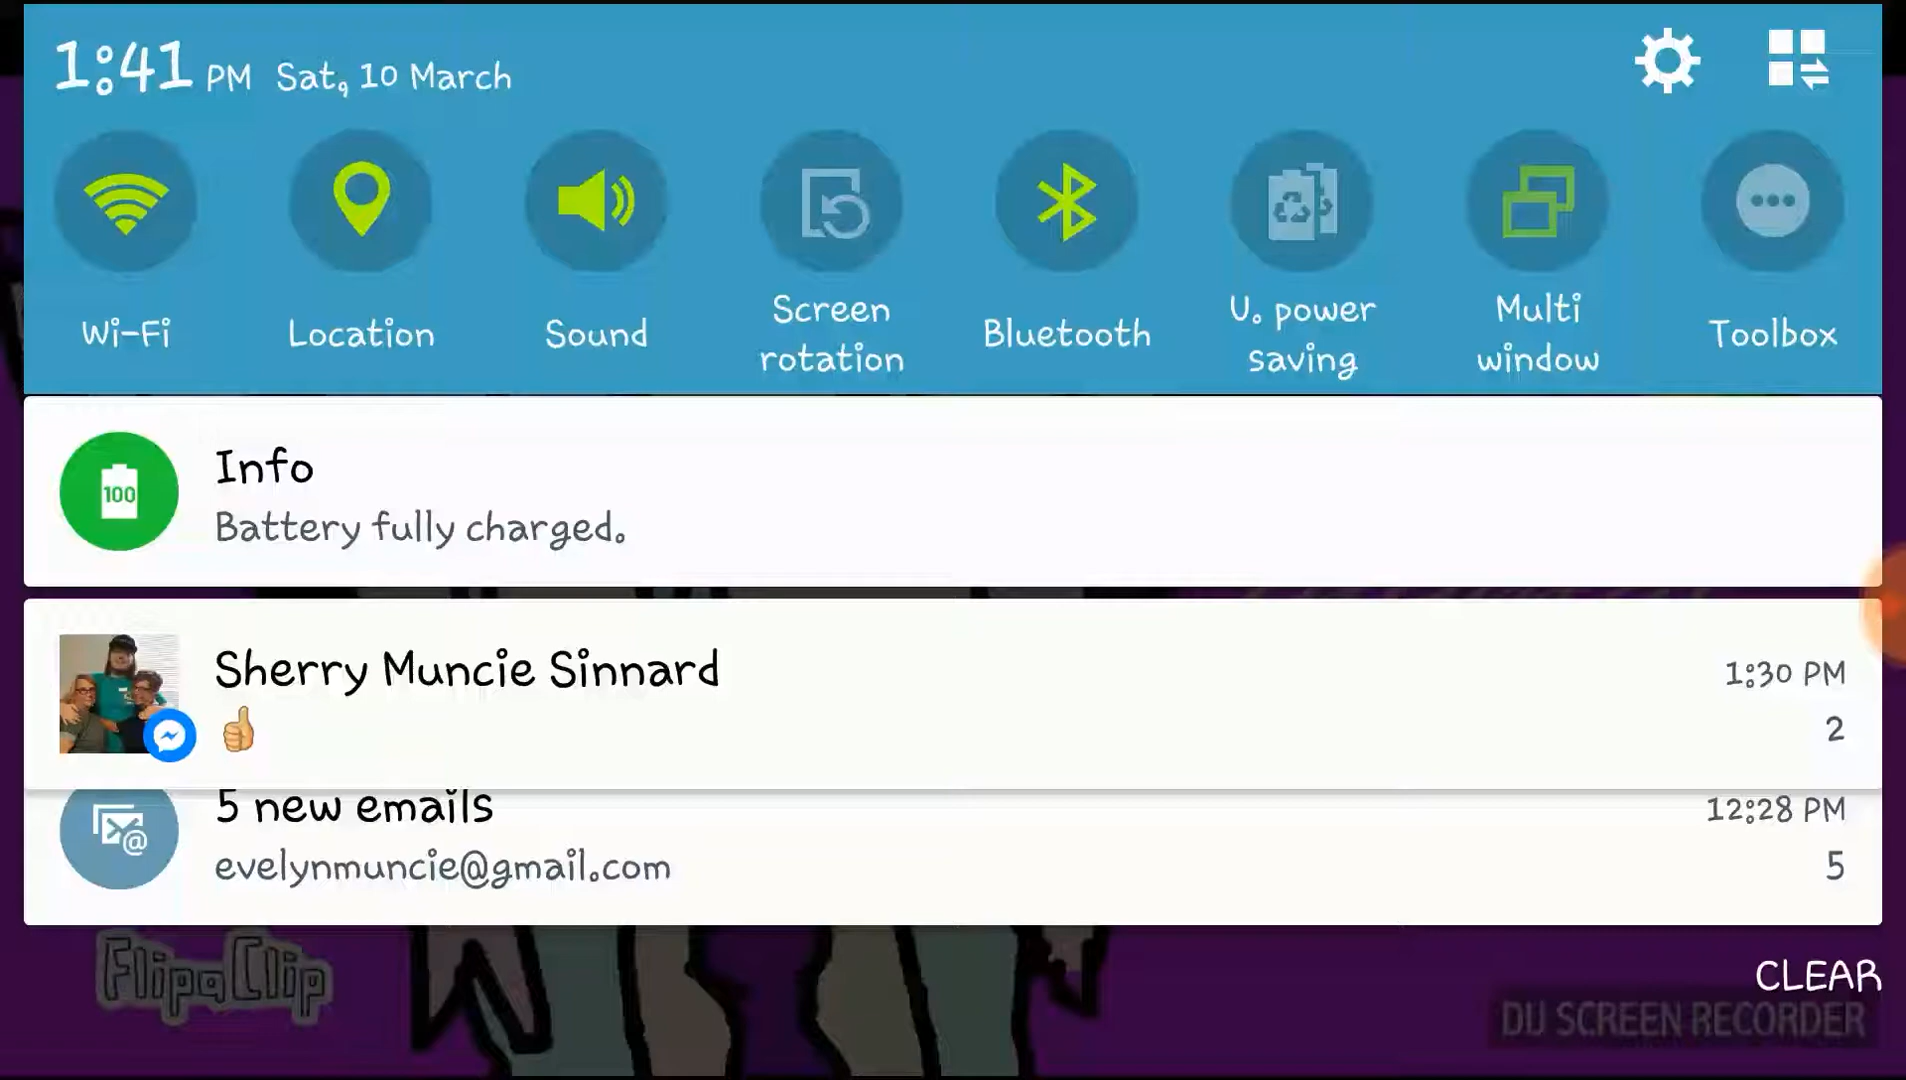 1:41 PM Sat, 10 March
Wi-Fi
Location
Sound
Screen
rotation
Bluetooth
U. power
saving
Multi
window
Toolbox
100
Info
Battery fully charged.
Sherry Muncie Sinnard
1:30 PM
👍
2
5 new emails
12:28 PM
evelynmuncie@gmail.com
5
FlipaClip
CLEAR
DU SCREEN RECORDER